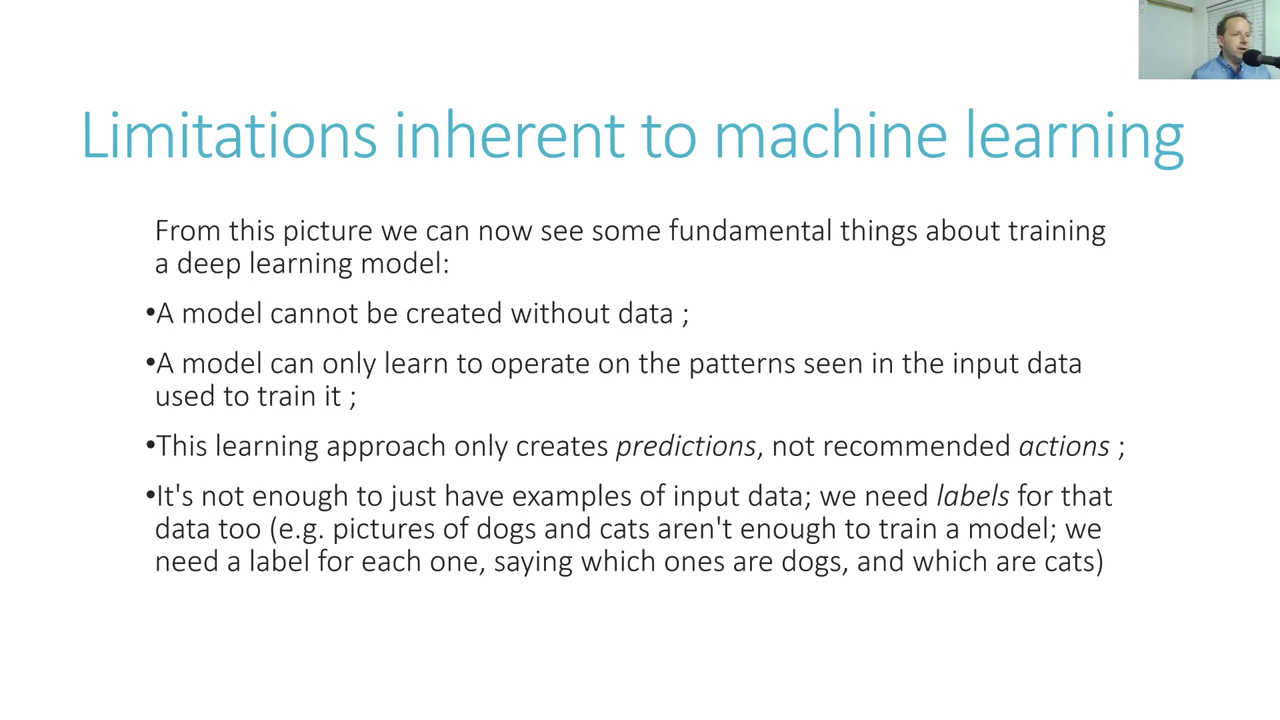 Limitations inherent to machine learning
From this picture we can now see some fundamental things about training
a deep learning model:
•A model cannot be created without data ;
•A model can only learn to operate on the patterns seen in the input data
used to train it ;
•This learning approach only creates predictions, not recommended actions ;
•It's not enough to just have examples of input data; we need labels for that
data too (e.g. pictures of dogs and cats aren't enough to train a model; we
need a label for each one, saying which ones are dogs, and which are cats)